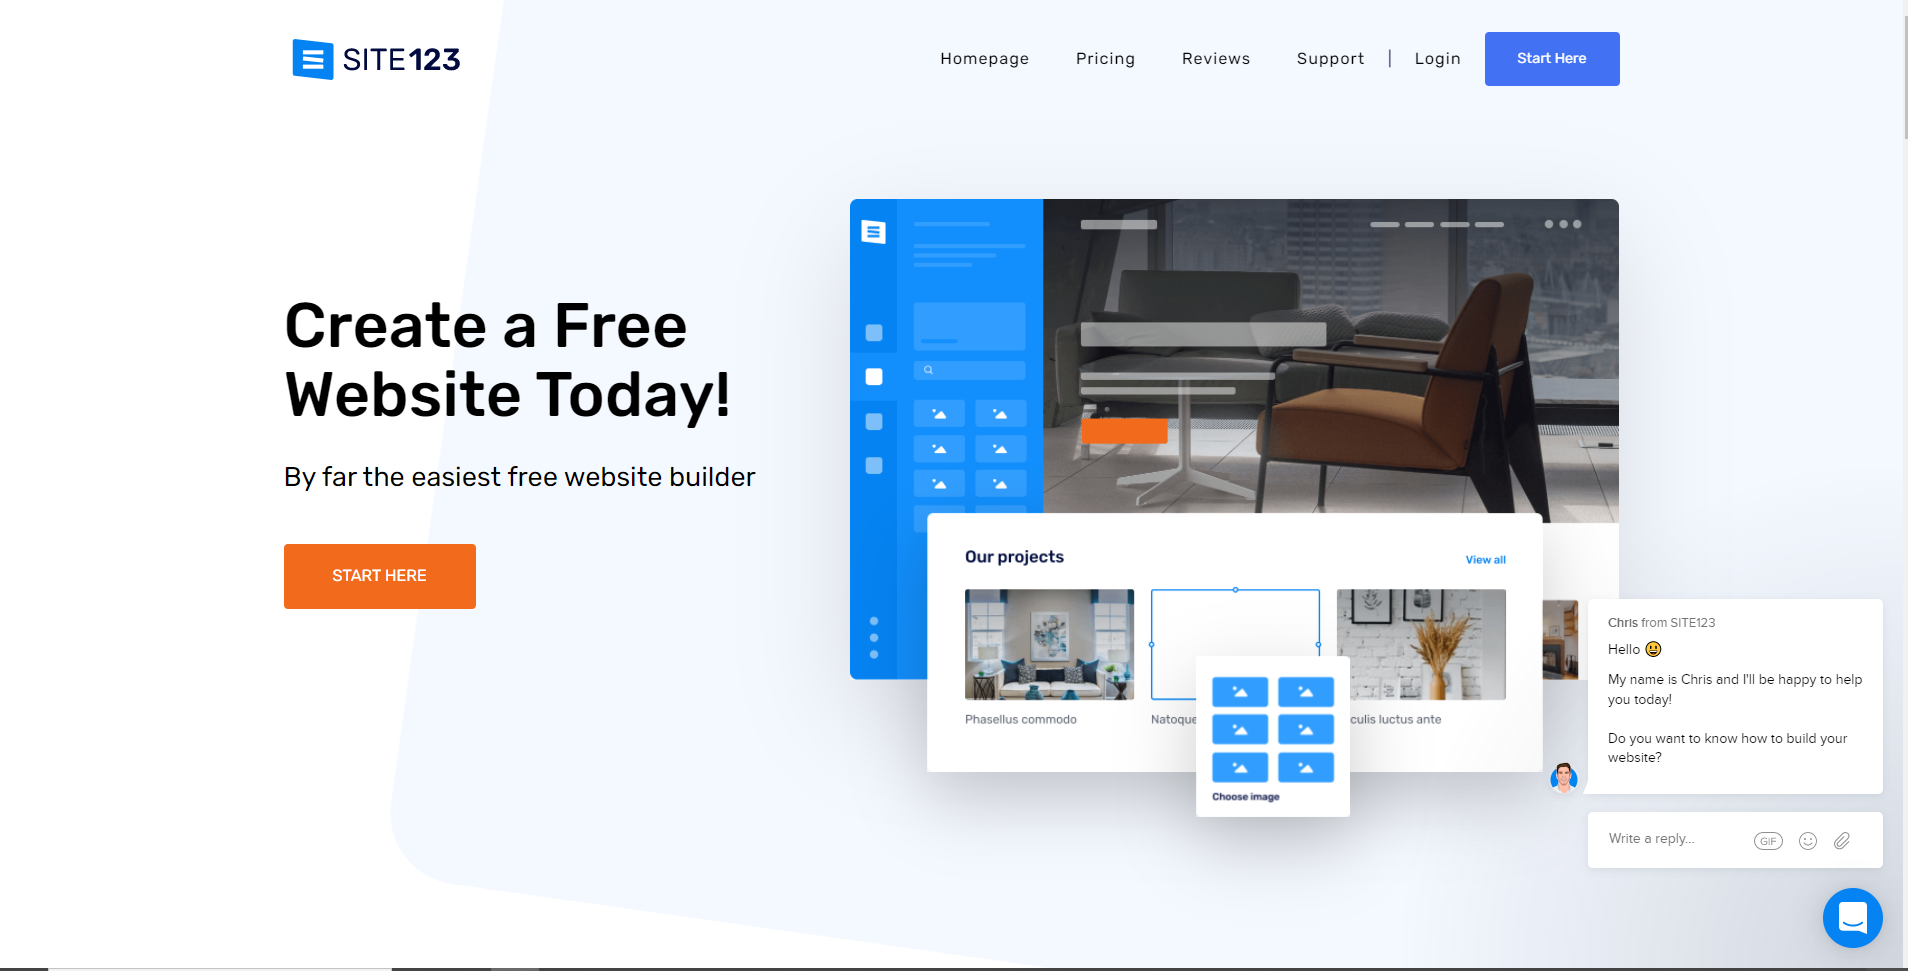 SITE123
Homepage Pricing Reviews Support | Login Start Here
Create a Free
Website Today!
By far the easiest free website builder
START HERE
Our projects
View all
Phasellus commodo
Natoque
culis luctus ante
Choose image
Chris from SITE123
Hello 😃
My name is Chris and I'll be happy to help
you today!
Do you want to know how to build your
website?
Write a reply...
GIF